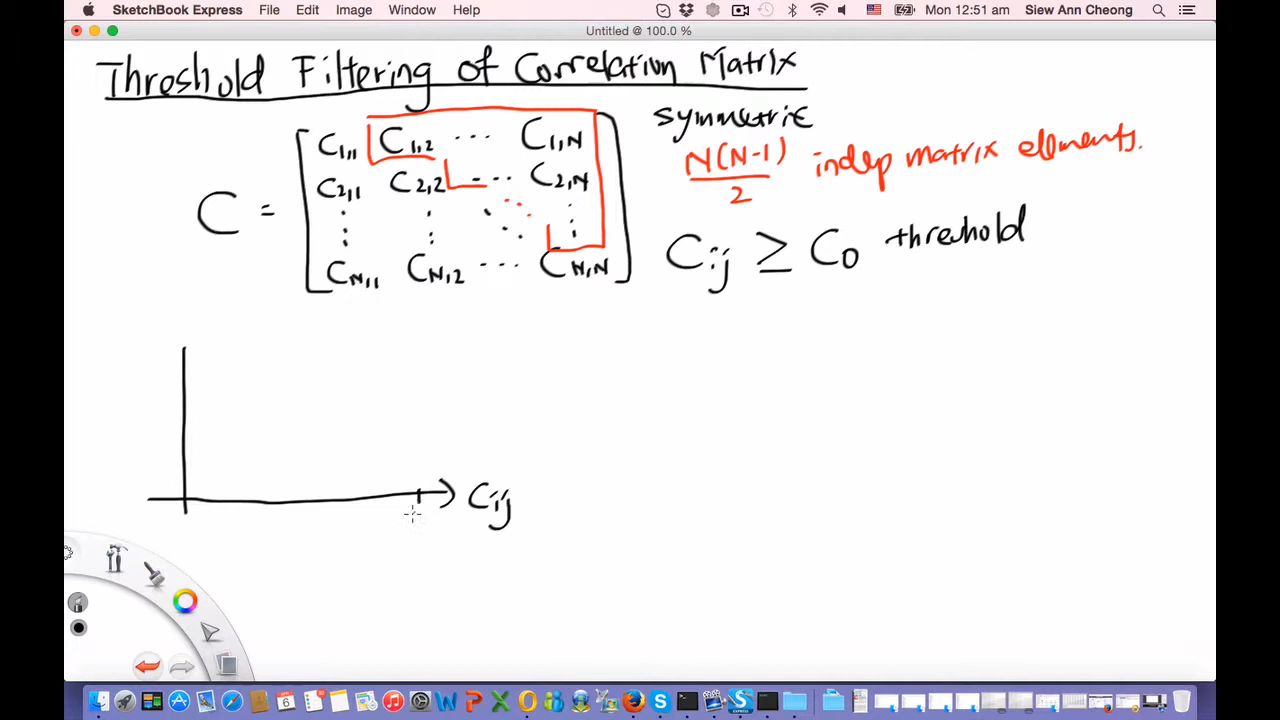 SketchBook Express File Edit Image Window Help Mon 12:51 am Siew Ann Cheong
Untitled @ 100.0 %
Threshold Filtering of Correlation Matrix
C = [ C1,1 C1,2 ... C1,N
C2,1 C2,2 ... C2,N
⋮ ⋮ ⋱ ⋮
CN,1 CN,2 ... CN,N ]
symmetric
N(N-1)/2 indep matrix elements.
Cij ≥ C0 threshold
Cij